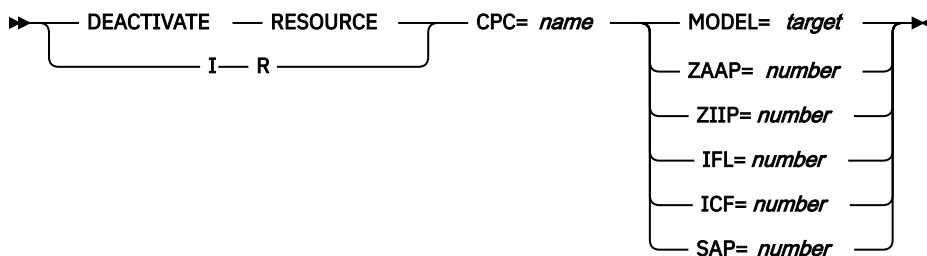 DEACTIVATE RESOURCE CPC= name MODEL= target
I R
ZAAP= number
ZIIP= number
IFL= number
ICF= number
SAP= number